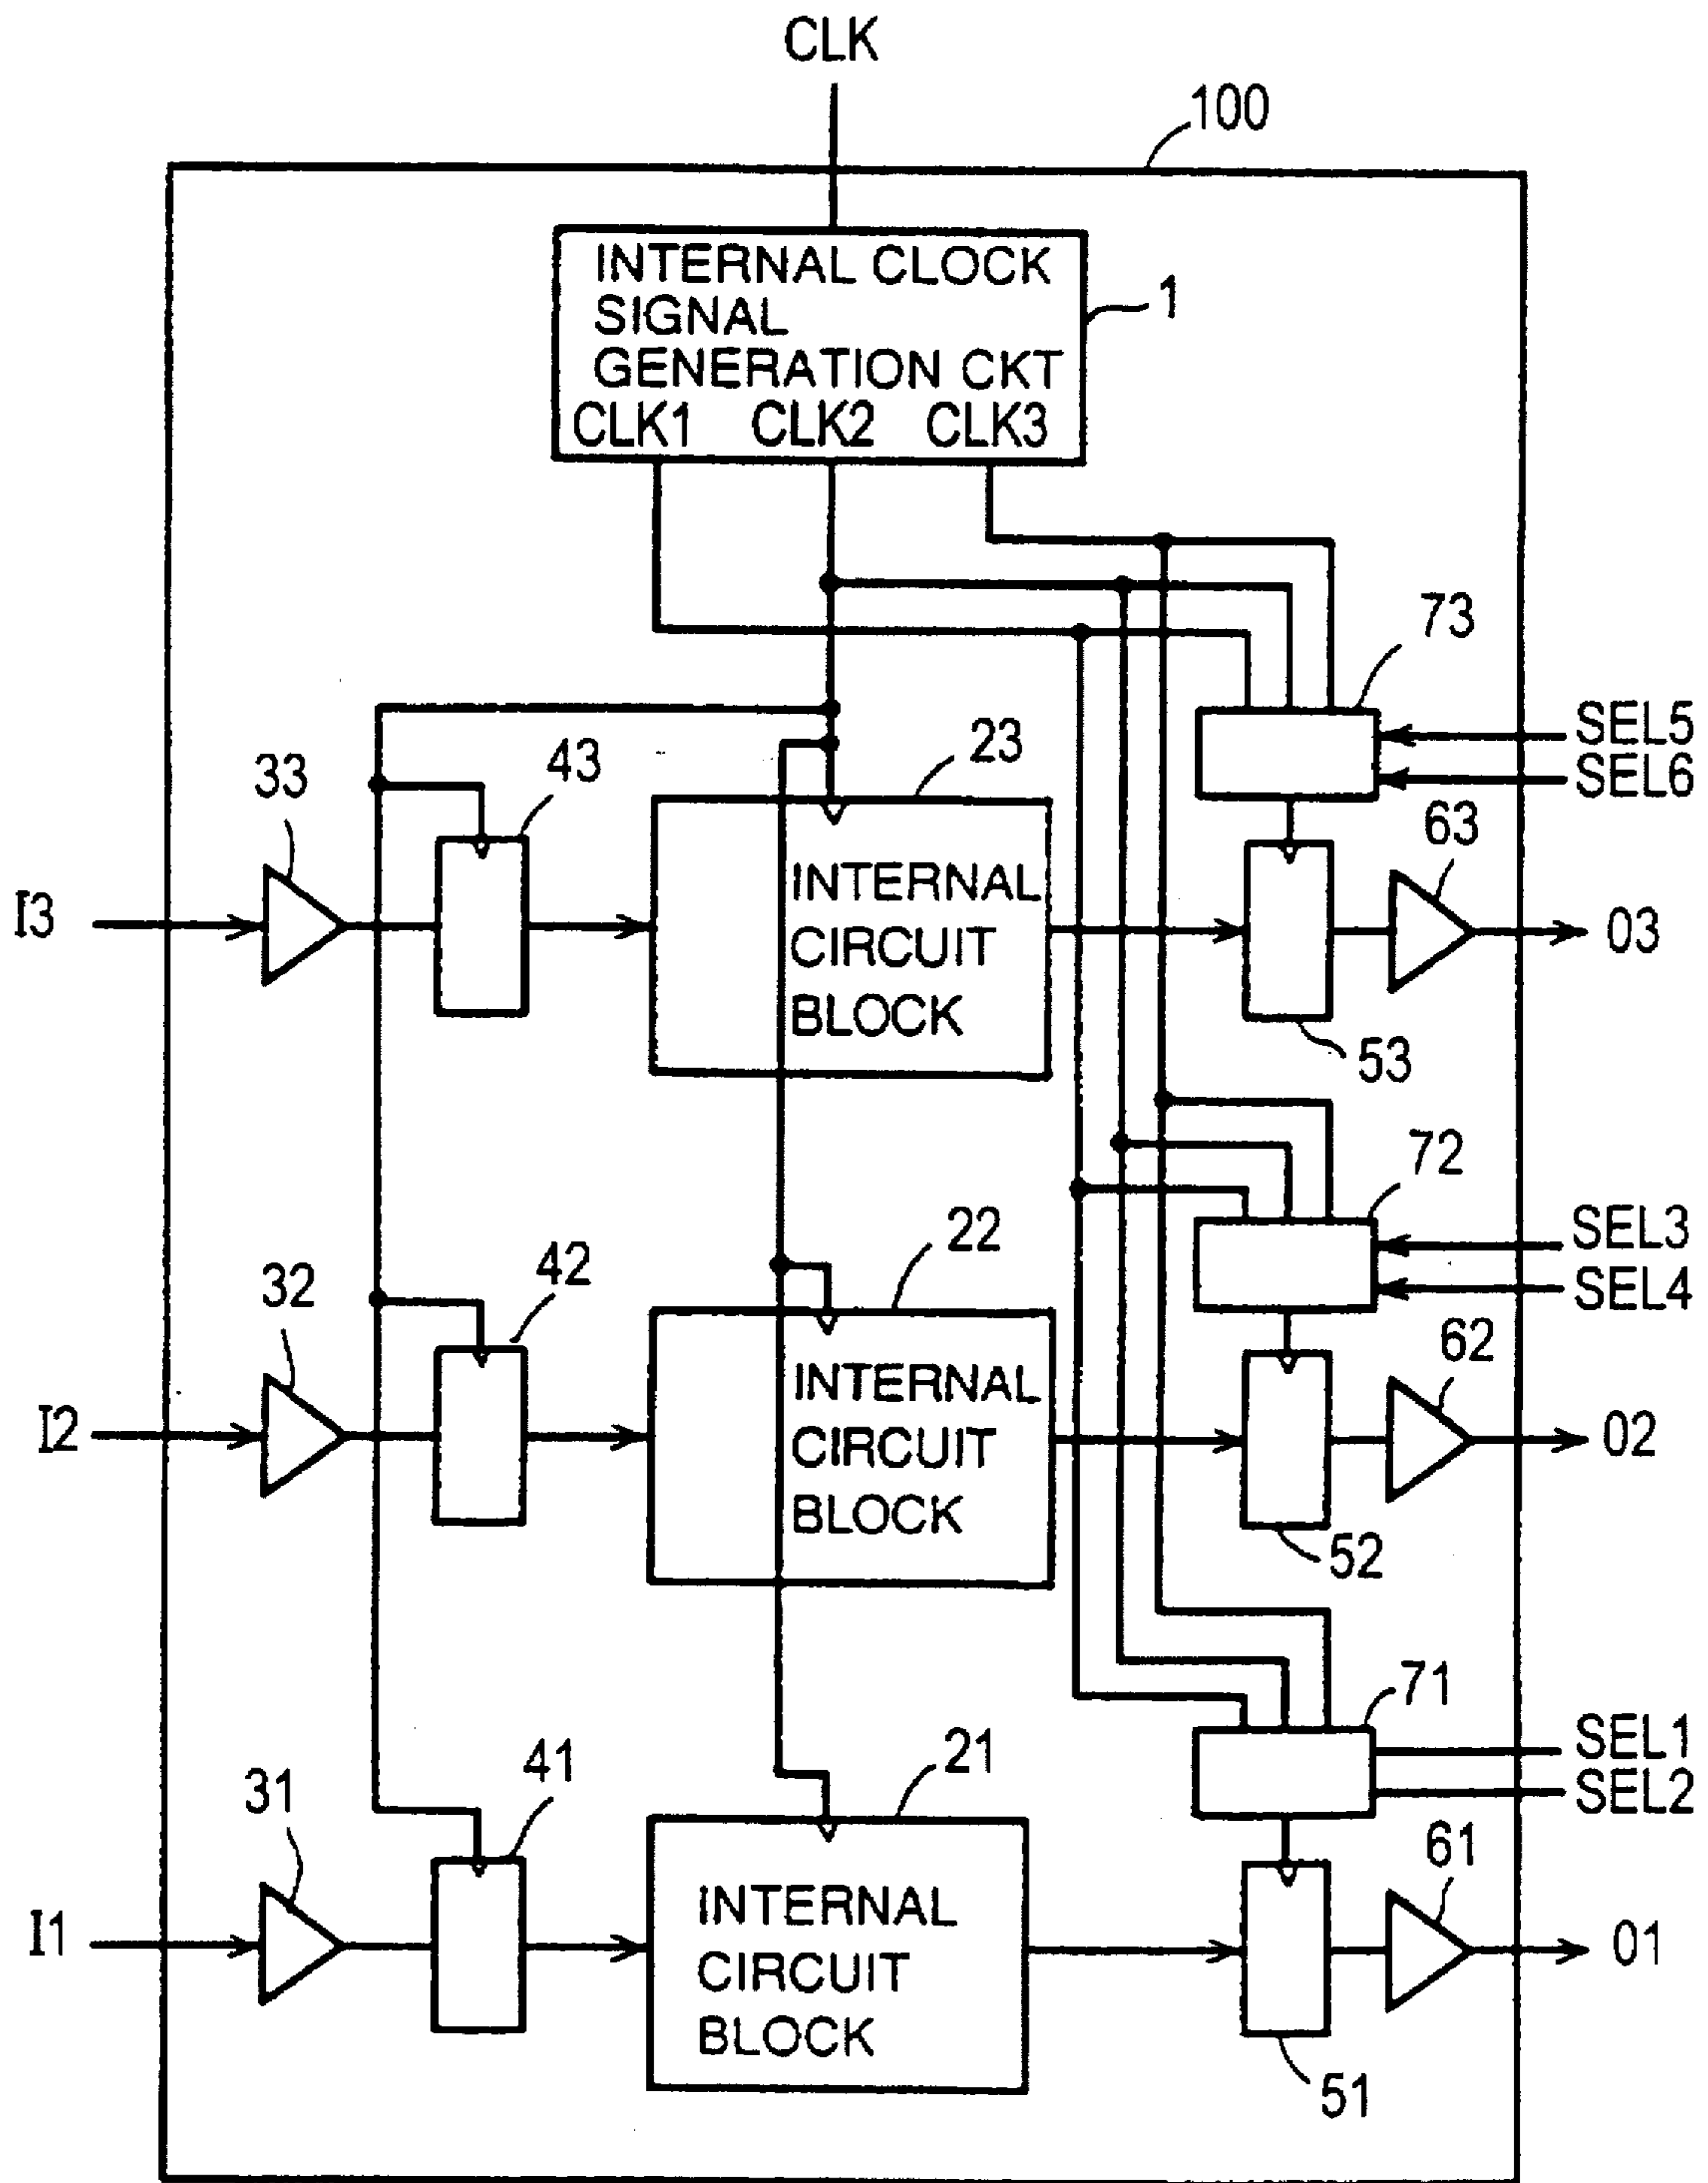 CLK
100
INTERNAL CLOCK
SIGNAL
GENERATION CKT
CLK1 CLK2 CLK3
1
73
SEL5
SEL6
33
43
23
63
I3
INTERNAL
CIRCUIT
BLOCK
03
53
72
SEL3
SEL4
32
42
22
62
I2
INTERNAL
CIRCUIT
BLOCK
02
52
71
SEL1
SEL2
31
41
21
61
I1
INTERNAL
CIRCUIT
BLOCK
01
51